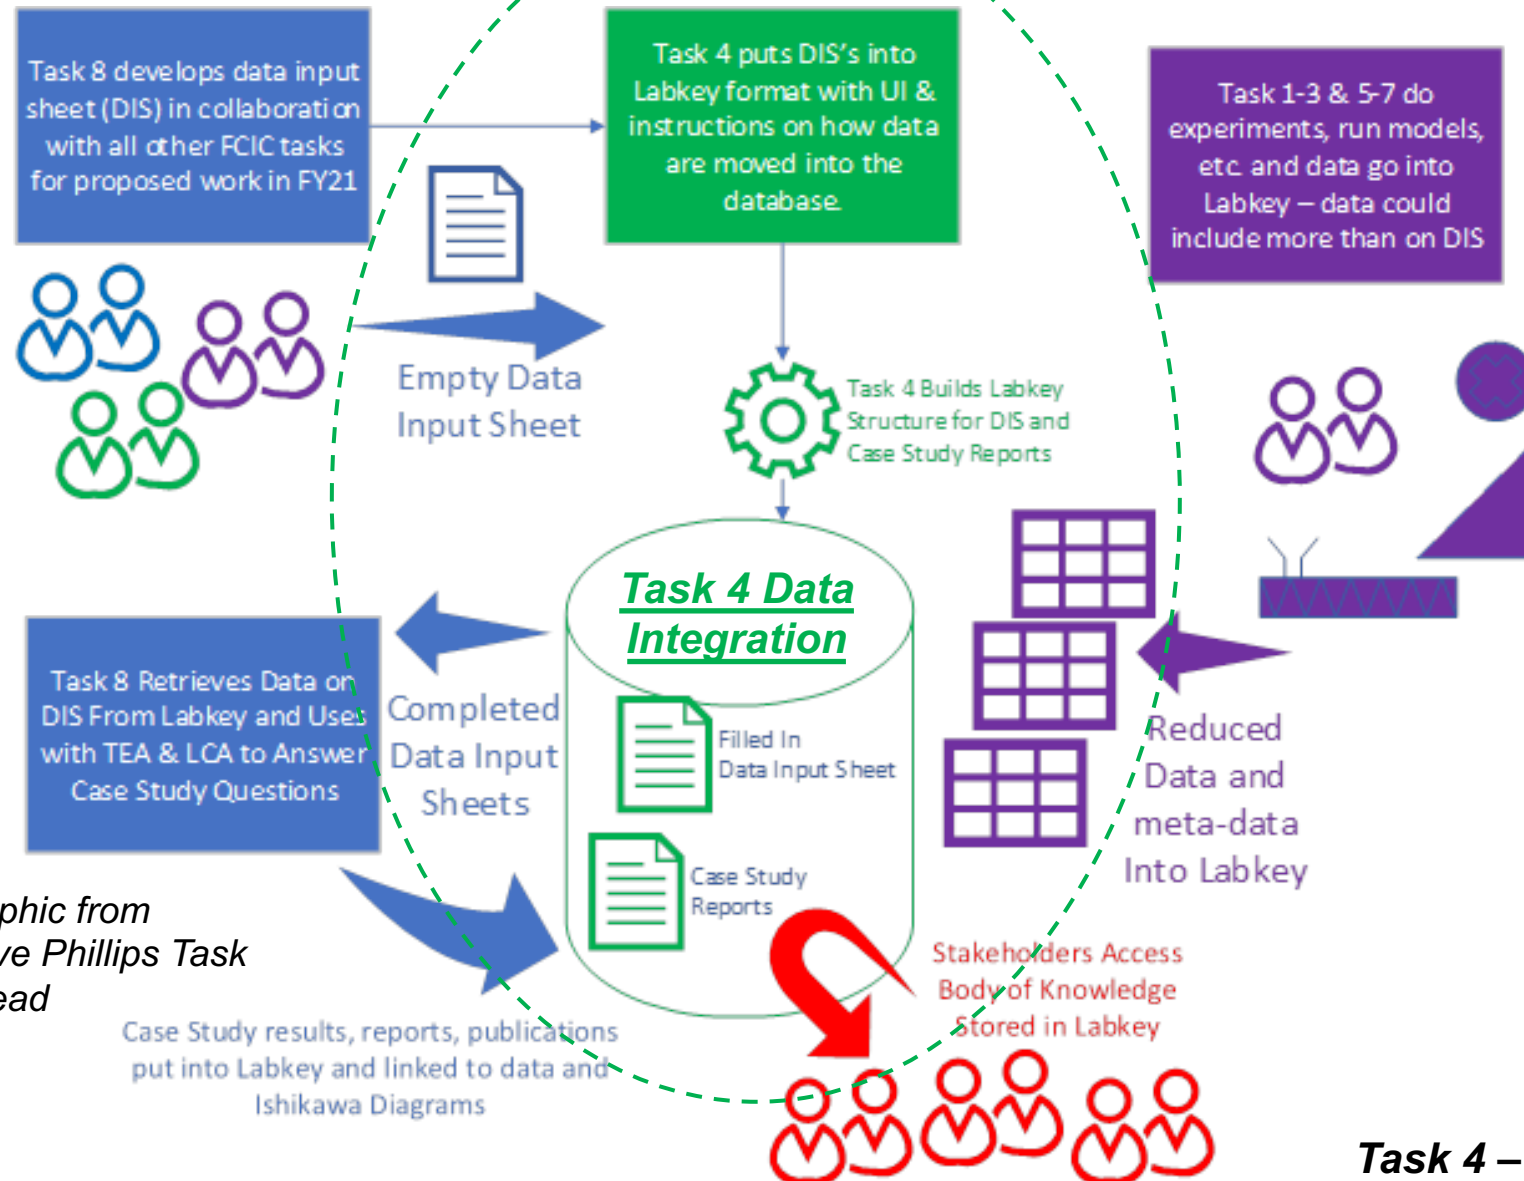 Task 8 develops data input
sheet (DIS) in collaboration
with all other FCIC tasks
for proposed work in FY21
Task 4 puts DIS's into
Labkey format with UI &
instructions on how data
are moved into the
database.
Task 1-3 & 5-7 do
experiments, run models,
etc. and data go into
Labkey – data could
include more than on DIS
Empty Data
Input Sheet
Task 4 Builds Labkey
Structure for DIS and
Case Study Reports
Task 4 Data
Integration
Task 8 Retrieves Data on
DIS From Labkey and Uses
with TEA & LCA to Answer
Case Study Questions
Completed
Data Input
Sheets
Filled In
Data Input Sheet
Case Study
Reports
Reduced
Data and
meta-data
Into Labkey
phic from
ve Phillips Task
ead
Stakeholders Access
Body of Knowledge
Stored in Labkey
Case Study results, reports, publications
put into Labkey and linked to data and
Ishikawa Diagrams
Task 4 –